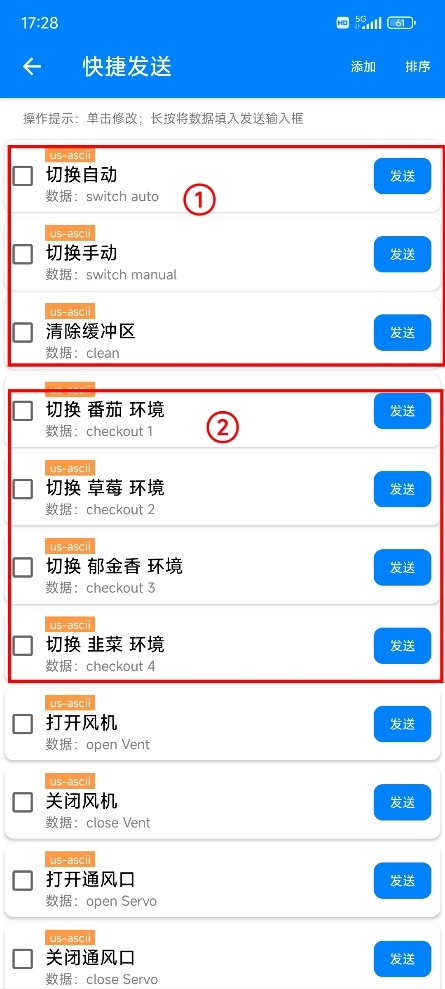 17:28
HD 5G 61
快捷发送
添加 排序
操作提示：单击修改；长按将数据填入发送输入框
us-ascii
切换自动
数据：switch auto
发送
①
us-ascii
切换手动
数据：switch manual
发送
us-ascii
清除缓冲区
数据：clean
发送
us-ascii
切换 番茄 环境
数据：checkout 1
发送
②
us-ascii
切换 草莓 环境
数据：checkout 2
发送
us-ascii
切换 郁金香 环境
数据：checkout 3
发送
us-ascii
切换 韭菜 环境
数据：checkout 4
发送
us-ascii
打开风机
数据：open Vent
发送
us-ascii
关闭风机
数据：close Vent
发送
us-ascii
打开通风口
数据：open Servo
发送
us-ascii
关闭通风口
数据：close Servo
发送